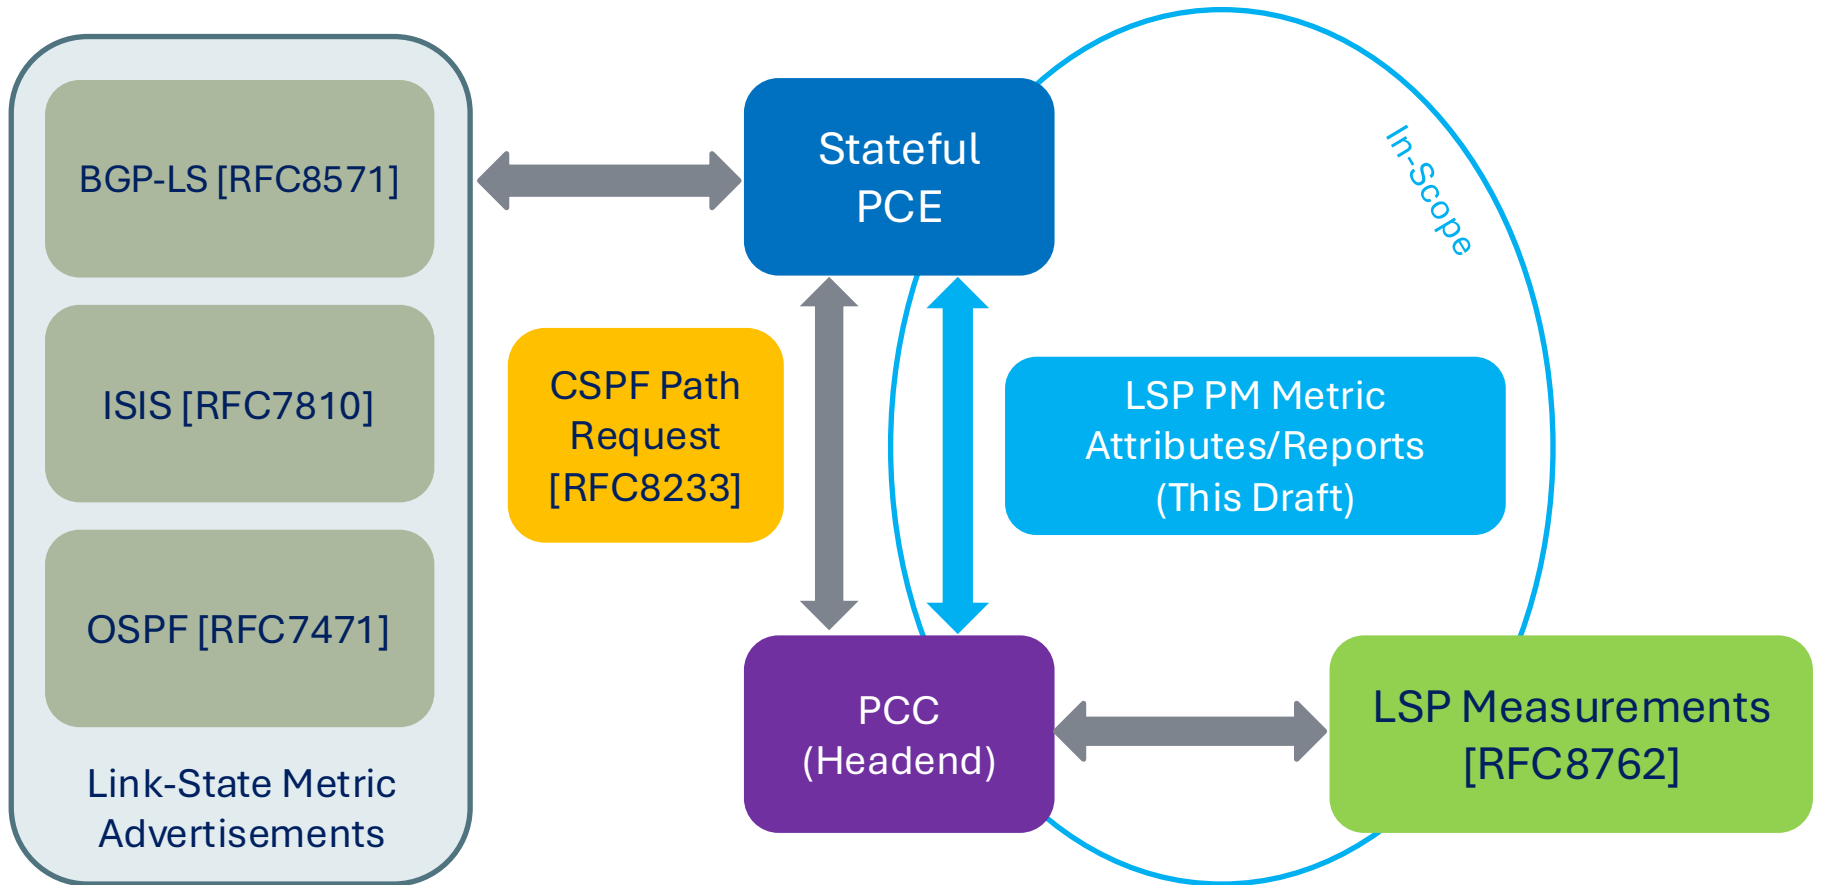 BGP-LS [RFC8571]
ISIS [RFC7810]
OSPF [RFC7471]
Link-State Metric
Advertisements
Stateful
PCE
CSPF Path
Request
[RFC8233]
LSP PM Metric
Attributes/Reports
(This Draft)
In-Scope
PCC
(Headend)
LSP Measurements
[RFC8762]